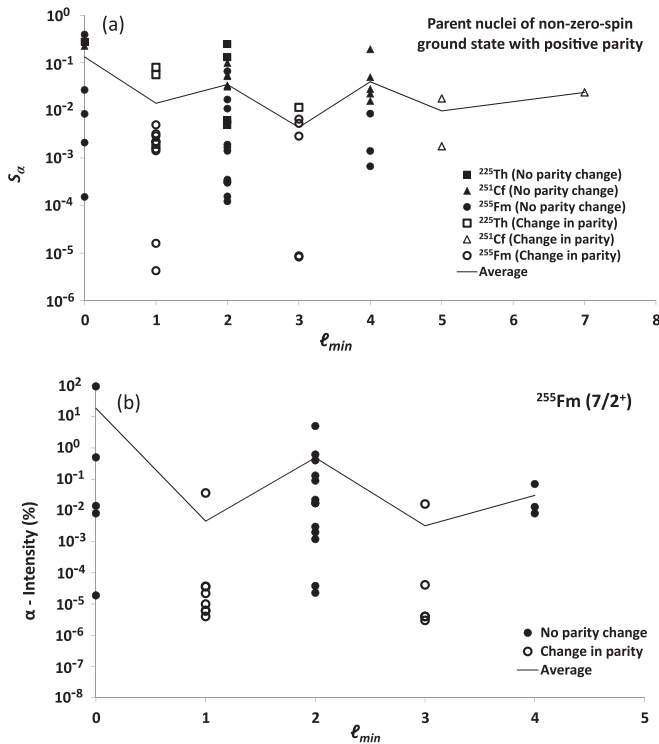 (a)
Parent nuclei of non-zero-spin
ground state with positive parity
10⁰
10⁻¹
10⁻²
10⁻³
10⁻⁴
10⁻⁵
10⁻⁶
Sα
²²⁵Th (No parity change)
²⁵¹Cf (No parity change)
²⁵⁵Fm (No parity change)
²²⁵Th (Change in parity)
²⁵¹Cf (Change in parity)
²⁵⁵Fm (Change in parity)
Average
0 1 2 3 4 5 6 7 8
ℓmin
(b)
²⁵⁵Fm (7/2⁺)
10²
10¹
10⁰
10⁻¹
10⁻²
10⁻³
10⁻⁴
10⁻⁵
10⁻⁶
10⁻⁷
10⁻⁸
α - Intensity (%)
No parity change
Change in parity
Average
0 1 2 3 4 5
ℓmin